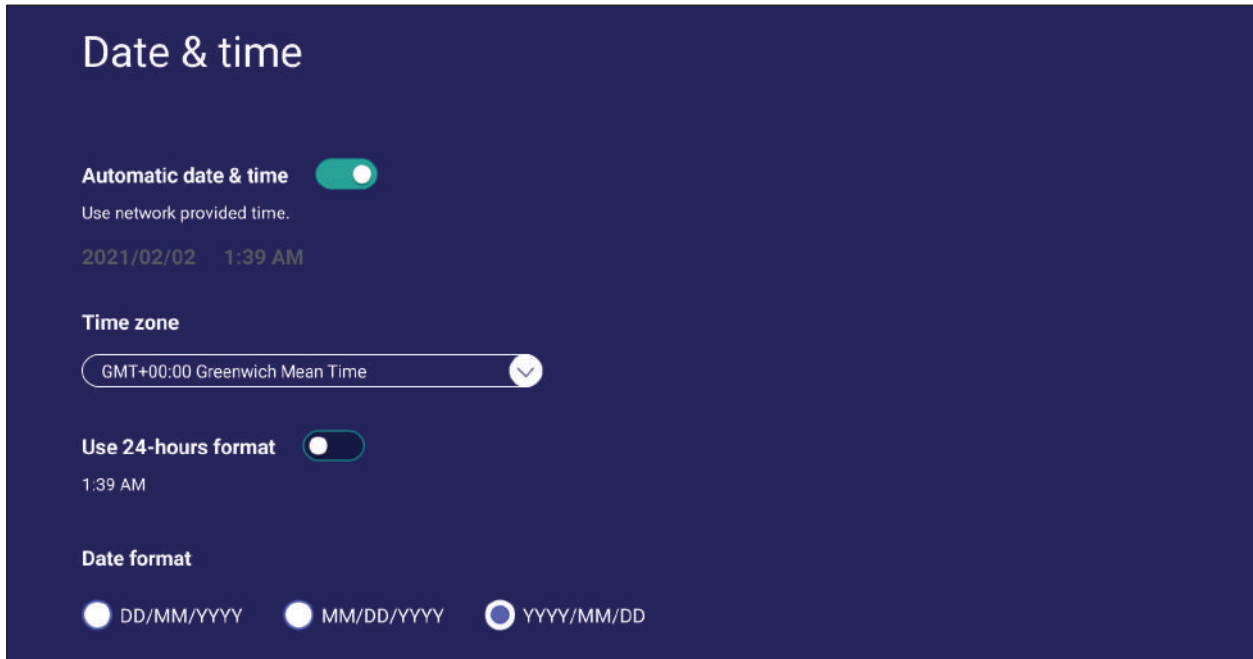 Date & time
Automatic date & time
Use network provided time.
2021/02/02 1:39 AM
Time zone
GMT+00:00 Greenwich Mean Time
Use 24-hours format
1:39 AM
Date format
DD/MM/YYYY MM/DD/YYYY YYYY/MM/DD